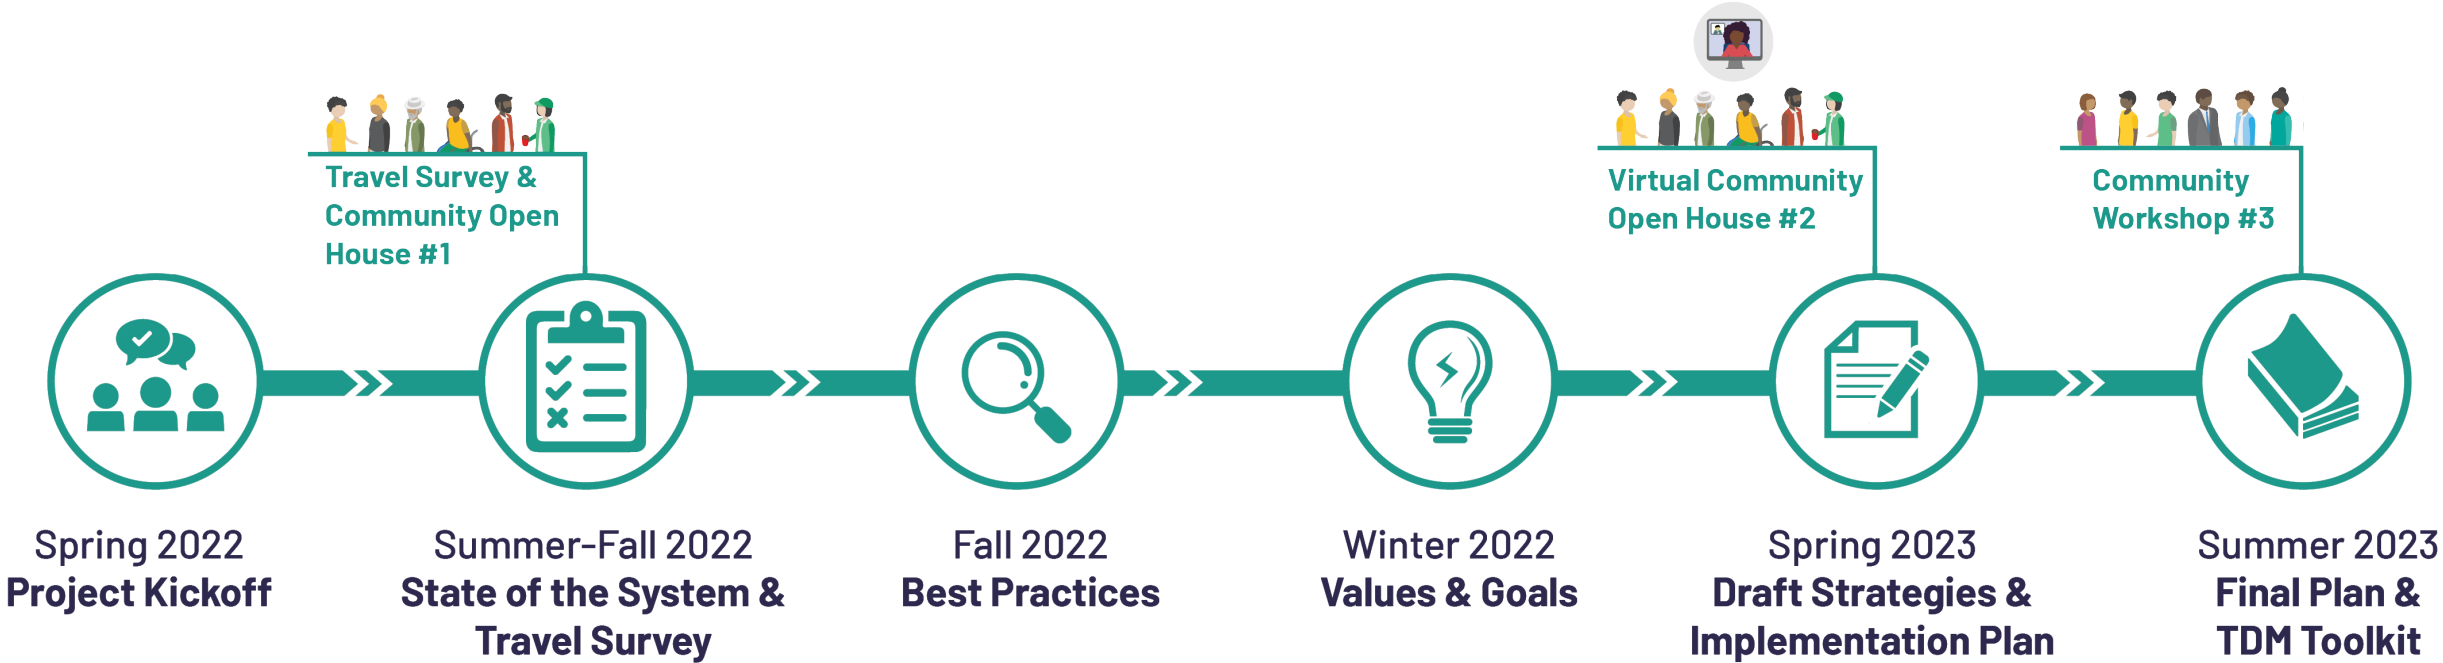 Travel Survey &
Community Open
House #1
Virtual Community
Open House #2
Community
Workshop #3
Spring 2022
Project Kickoff
Summer-Fall 2022
State of the System &
Travel Survey
Fall 2022
Best Practices
Winter 2022
Values & Goals
Spring 2023
Draft Strategies &
Implementation Plan
Summer 2023
Final Plan &
TDM Toolkit